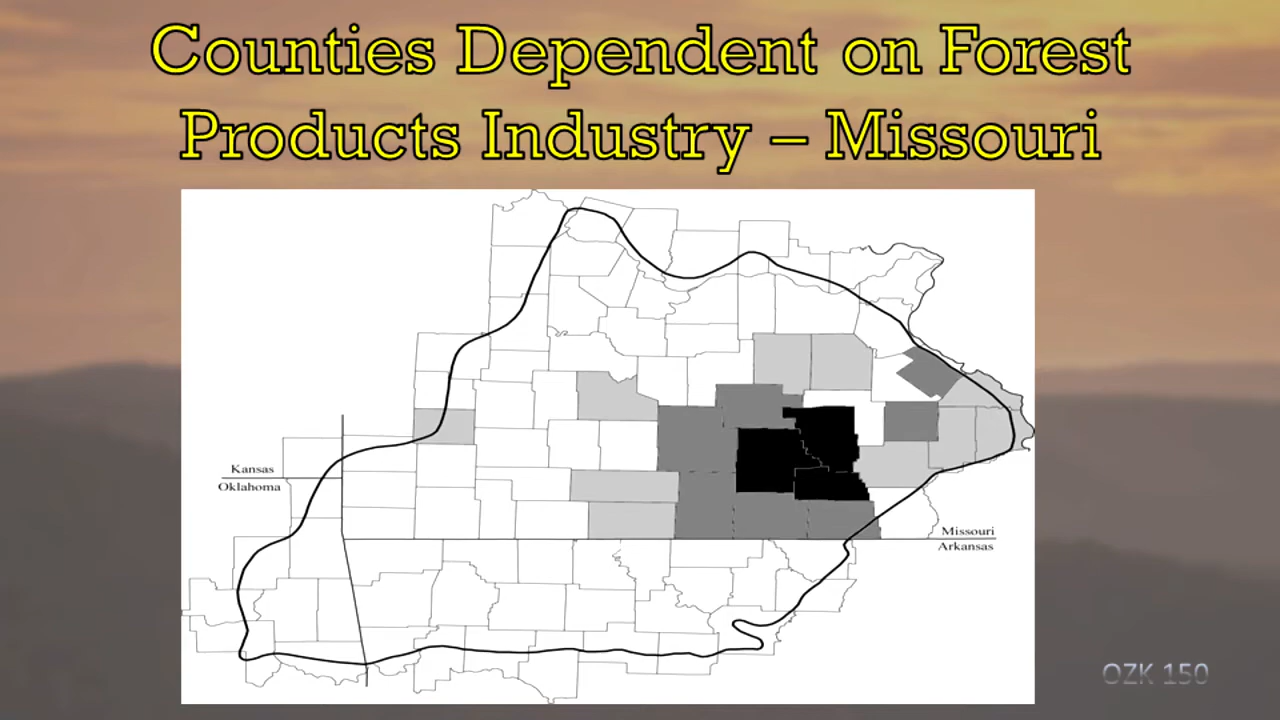 Counties Dependent on Forest
Products Industry – Missouri
Kansas
Oklahoma
Missouri
Arkansas
OZK 150